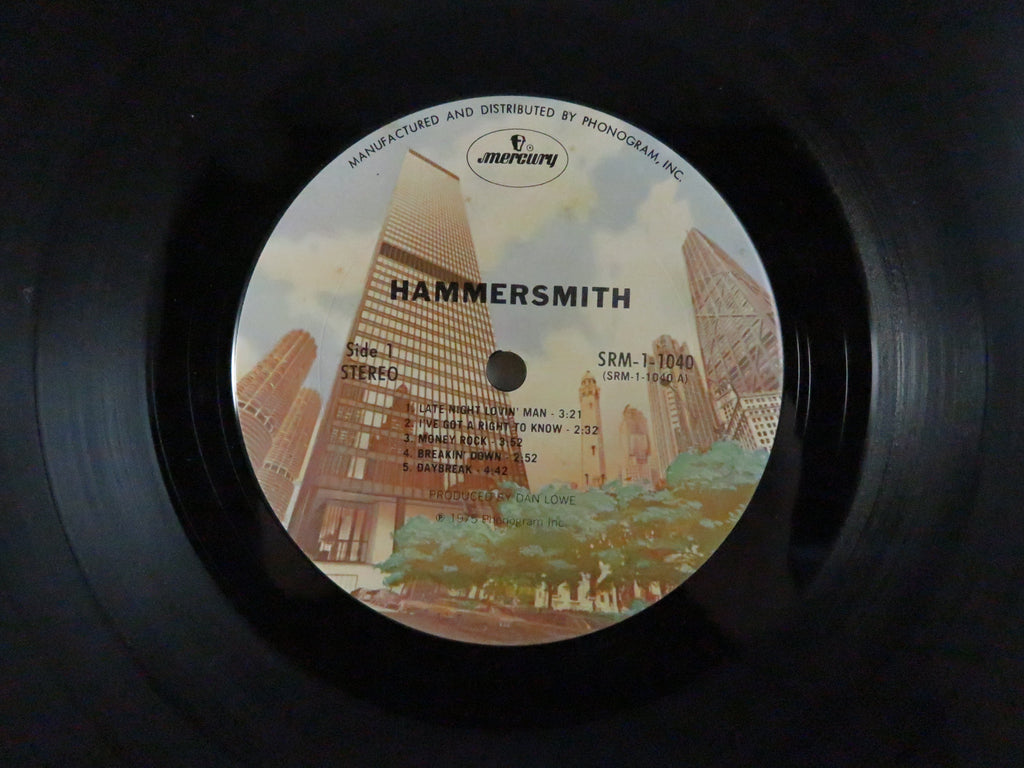 MANUFACTURED AND DISTRIBUTED BY PHONOGRAM, INC.
mercury
HAMMERSMITH
Side 1
STEREO
SRM-1-1040
(SRM-1-1040 A)
1. LATE NIGHT LOVIN' MAN - 3:21
2. I'VE GOT A RIGHT TO KNOW - 2:32
3. MONEY ROCK - 3:52
4. BREAKIN' DOWN - 2:52
5. DAYBREAK - 4:42
PRODUCED BY DAN LOWE
℗ 1975 Phonogram Inc.